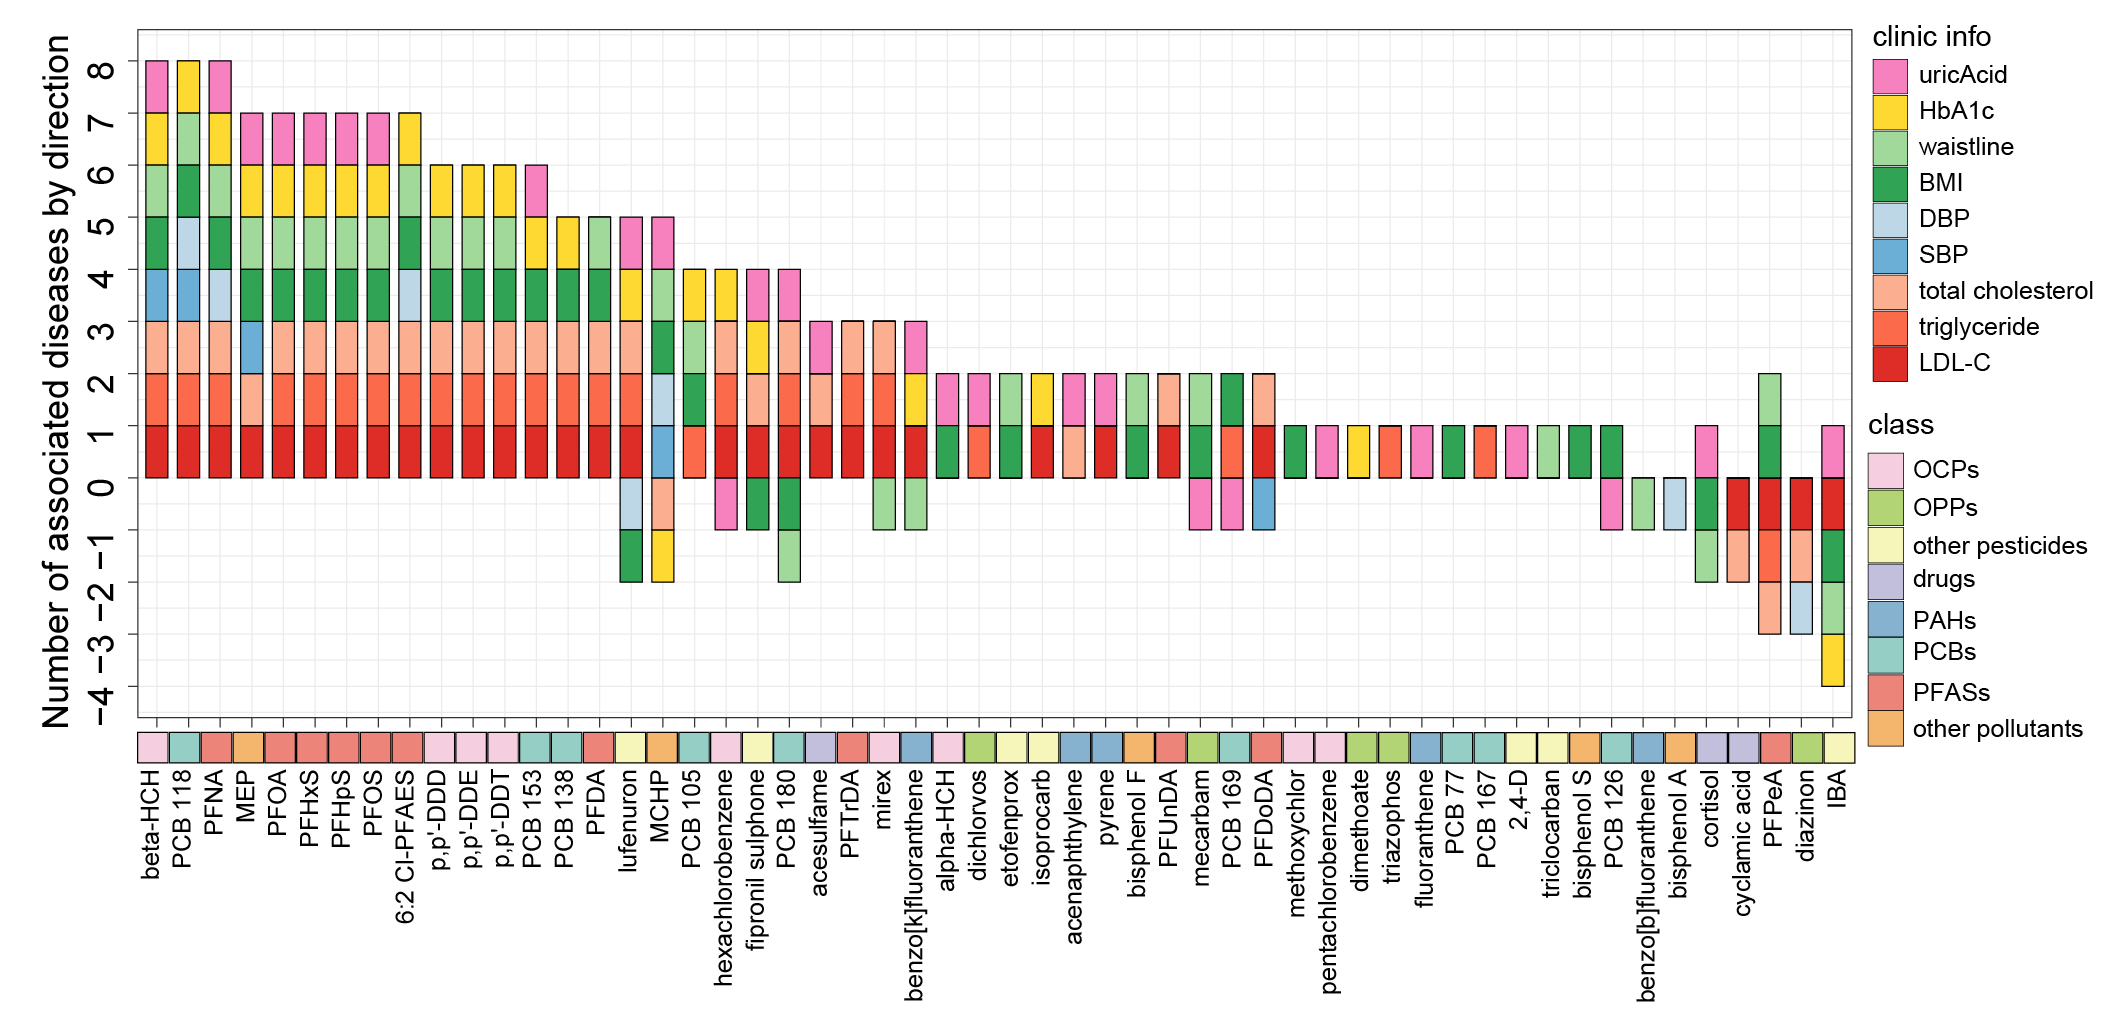 Number of associated diseases by direction
8
7
6
5
4
3
2
1
0
−1
−2
−3
−4
clinic info
uricAcid
HbA1c
waistline
BMI
DBP
SBP
total cholesterol
triglyceride
LDL-C
class
OCPs
OPPs
other pesticides
drugs
PAHs
PCBs
PFASs
other pollutants
beta-HCH
PCB 118
PFNA
MEP
PFOA
PFHxS
PFHpS
PFOS
6:2 Cl-PFAES
p,p'-DDD
p,p'-DDE
p,p'-DDT
PCB 153
PCB 138
PFDA
lufenuron
MCHP
PCB 105
hexachlorobenzene
fipronil sulphone
PCB 180
acesulfame
PFTrDA
mirex
benzo[k]fluoranthene
alpha-HCH
dichlorvos
etofenprox
isoprocarb
acenaphthylene
pyrene
bisphenol F
PFUnDA
mecarbam
PCB 169
PFDoDA
methoxychlor
pentachlorobenzene
dimethoate
triazophos
fluoranthene
PCB 77
PCB 167
2,4-D
triclocarban
bisphenol S
PCB 126
benzo[b]fluoranthene
bisphenol A
cortisol
cyclamic acid
PFPeA
diazinon
IBA